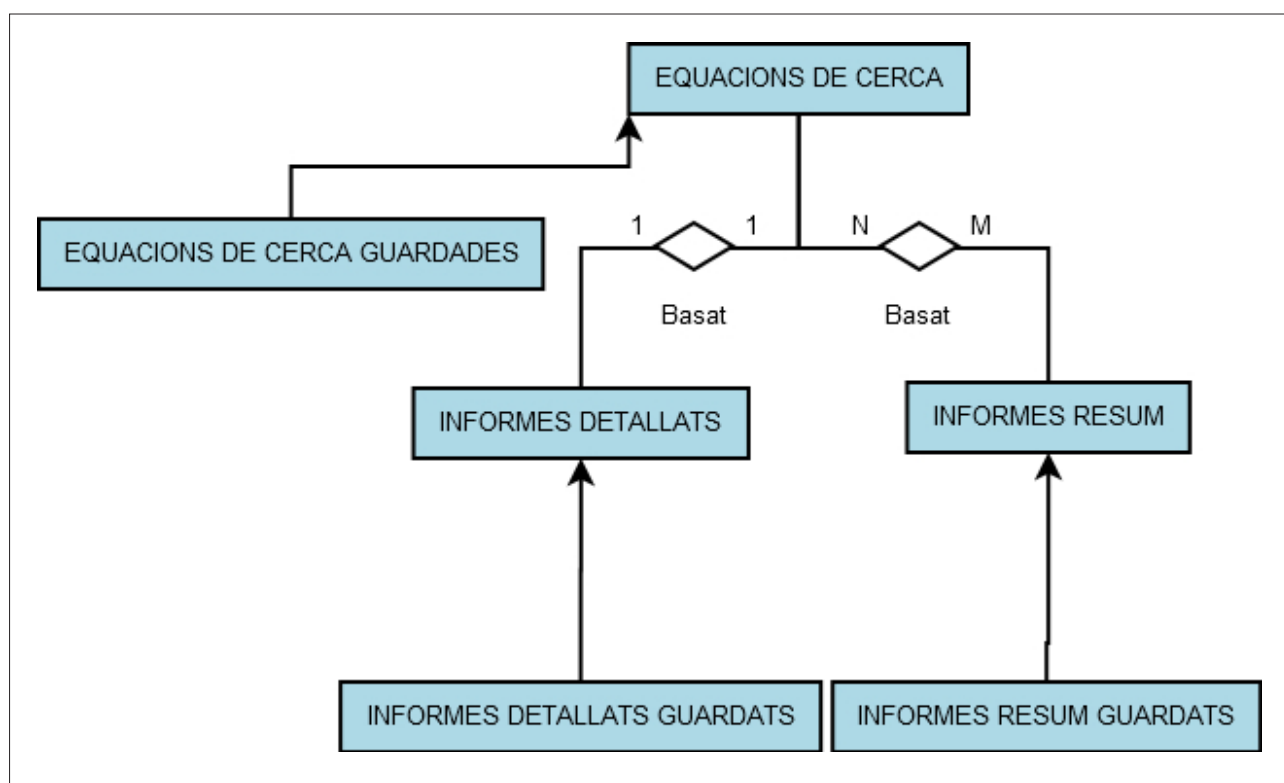 EQUACIONS DE CERCA
EQUACIONS DE CERCA GUARDADES
1 1 N M
Basat Basat
INFORMES DETALLATS
INFORMES RESUM
INFORMES DETALLATS GUARDATS
INFORMES RESUM GUARDATS